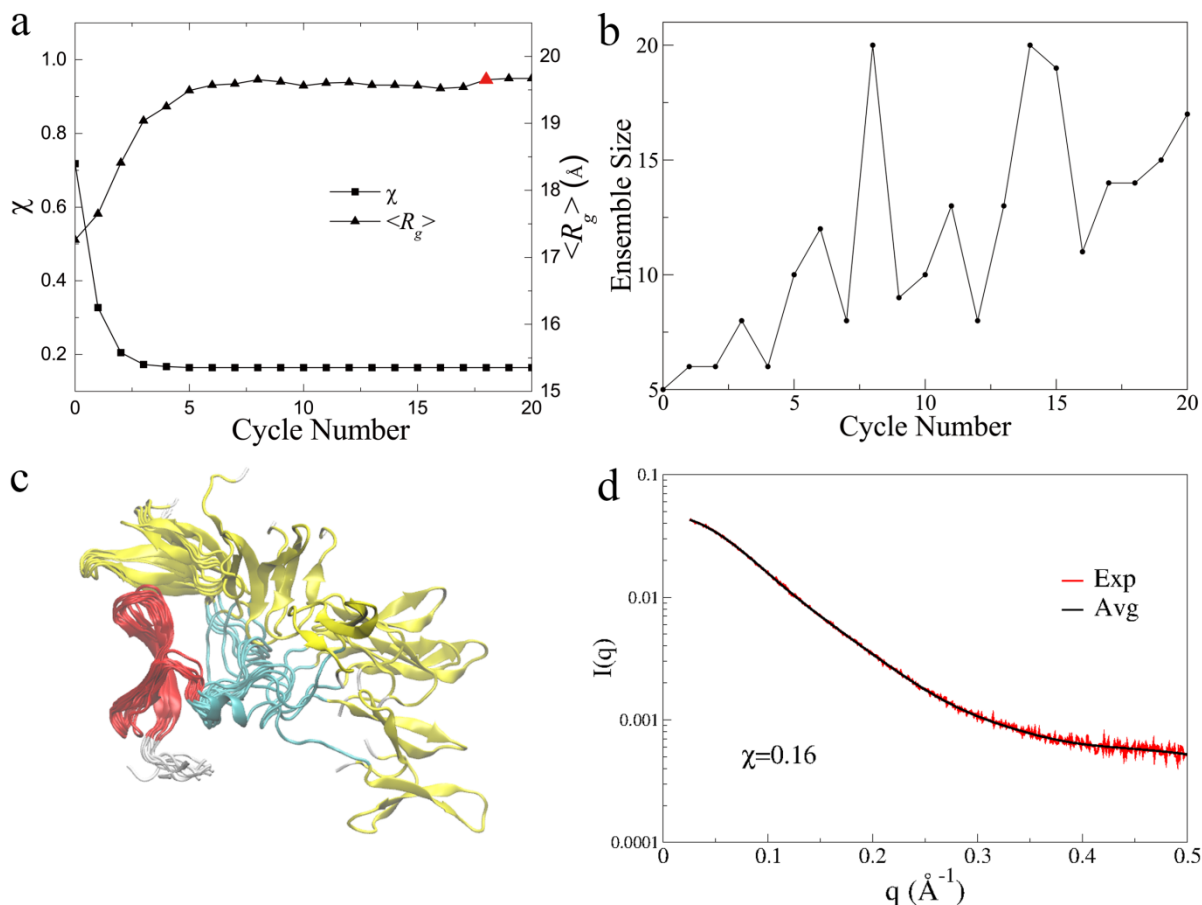 a
1.0
0.8
0.6
0.4
0.2
χ
20
19
18
17
16
15
<R_g> (Å)
χ
<R_g>
0
5
10
15
20
Cycle Number
b
20
15
10
5
Ensemble Size
0
5
10
15
20
Cycle Number
c
d
0.1
0.01
0.001
0.0001
I(q)
Exp
Avg
χ=0.16
0
0.1
0.2
0.3
0.4
0.5
q (Å⁻¹)